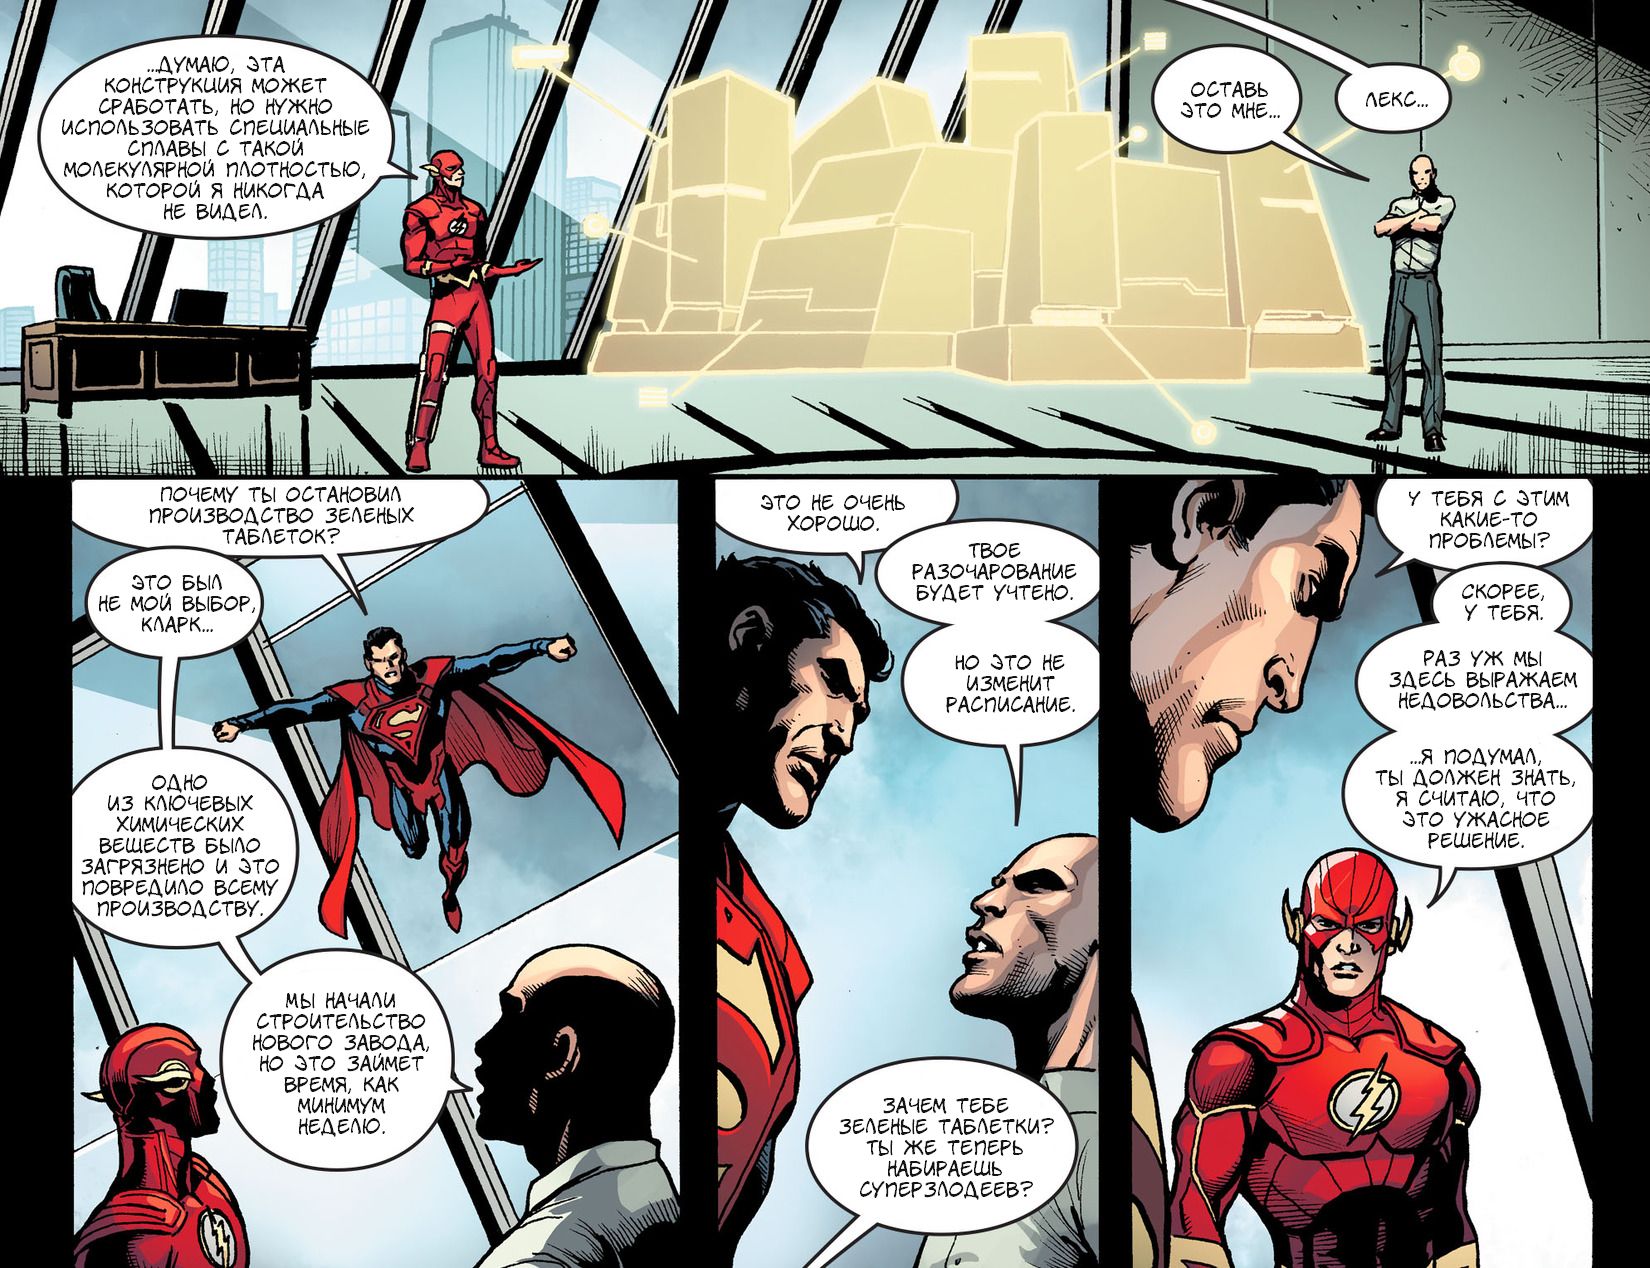 ...ДУМАЮ, ЭТА
КОНСТРУКЦИЯ МОЖЕТ
СРАБОТАТЬ, НО НУЖНО
ИСПОЛЬЗОВАТЬ СПЕЦИАЛЬНЫЕ
СПЛАВЫ С ТАКОЙ
МОЛЕКУЛЯРНОЙ ПЛОТНОСТЬЮ,
КОТОРОЙ Я НИКОГДА
НЕ ВИДЕЛ.
ОСТАВЬ
ЭТО МНЕ...
ЛЕКС...
ПОЧЕМУ ТЫ ОСТАНОВИЛ
ПРОИЗВОДСТВО ЗЕЛЕНЫХ
ТАБЛЕТОК?
ЭТО БЫЛ
НЕ МОЙ ВЫБОР,
КЛАРК...
ОДНО
ИЗ КЛЮЧЕВЫХ
ХИМИЧЕСКИХ
ВЕЩЕСТВ БЫЛО
ЗАГРЯЗНЕНО И ЭТО
ПОВРЕДИЛО ВСЕМУ
ПРОИЗВОДСТВУ.
МЫ НАЧАЛИ
СТРОИТЕЛЬСТВО
НОВОГО ЗАВОДА,
НО ЭТО ЗАЙМЕТ
ВРЕМЯ, КАК
МИНИМУМ
НЕДЕЛЮ.
ЭТО НЕ ОЧЕНЬ
ХОРОШО.
ТВОЕ
РАЗОЧАРОВАНИЕ
БУДЕТ УЧТЕНО.
НО ЭТО НЕ
ИЗМЕНИТ
РАСПИСАНИЕ.
ЗАЧЕМ ТЕБЕ
ЗЕЛЕНЫЕ ТАБЛЕТКИ?
ТЫ ЖЕ ТЕПЕРЬ
НАБИРАЕШЬ
СУПЕРЗЛОДЕЕВ?
У ТЕБЯ С ЭТИМ
КАКИЕ-ТО
ПРОБЛЕМЫ?
СКОРЕЕ,
У ТЕБЯ.
РАЗ УЖ МЫ
ЗДЕСЬ ВЫРАЖАЕМ
НЕДОВОЛЬСТВА...
...Я ПОДУМАЛ,
ТЫ ДОЛЖЕН ЗНАТЬ,
Я СЧИТАЮ, ЧТО
ЭТО УЖАСНОЕ
РЕШЕНИЕ.